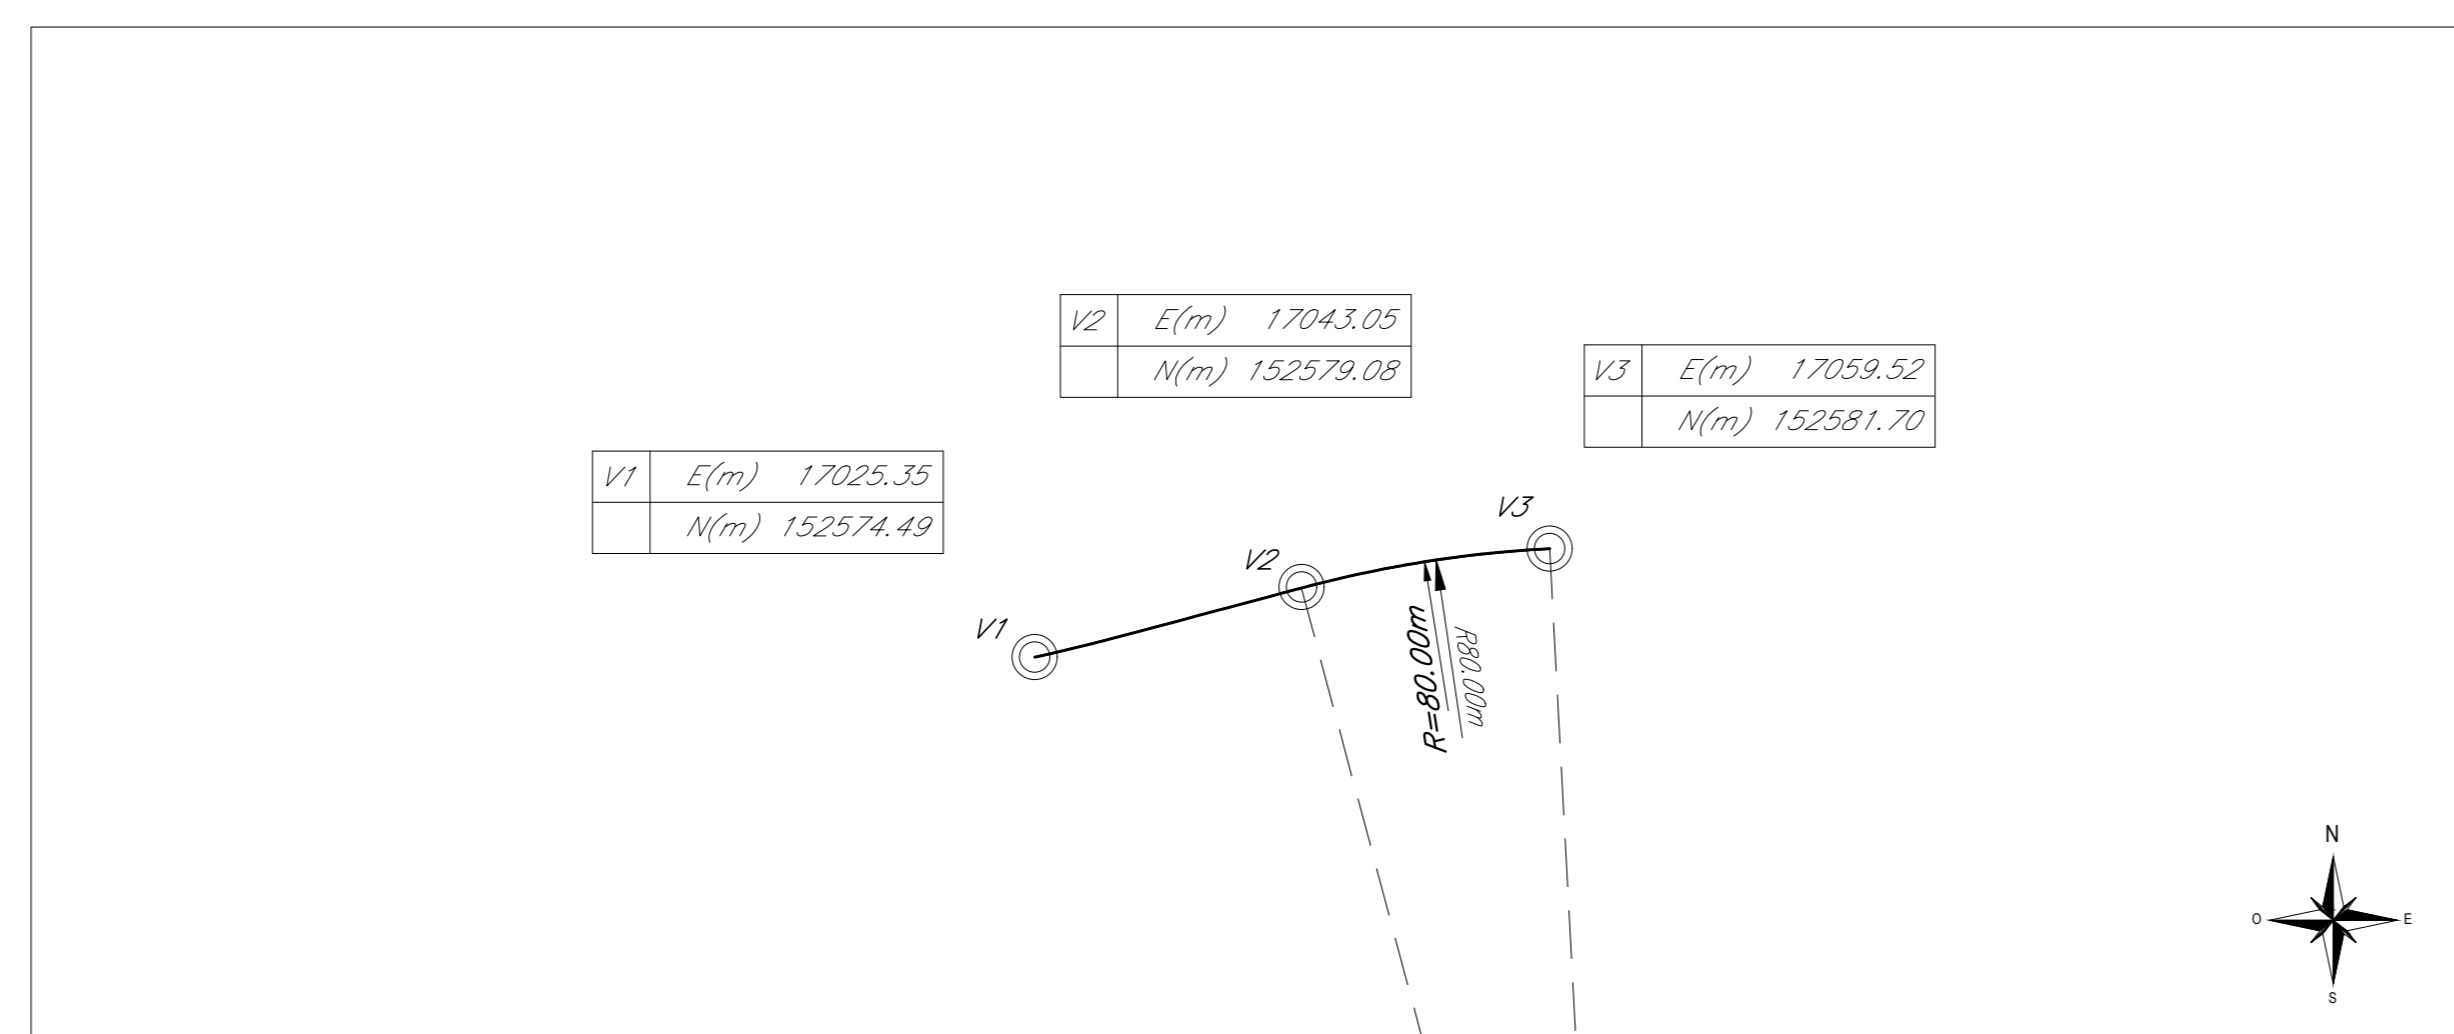 V2 E(m) 17043.05
N(m) 152579.08
V3 E(m) 17059.52
N(m) 152581.70
V1 E(m) 17025.35
N(m) 152574.49
V3
V2
V1
R=80.00m
R80.00m
N
O E
S